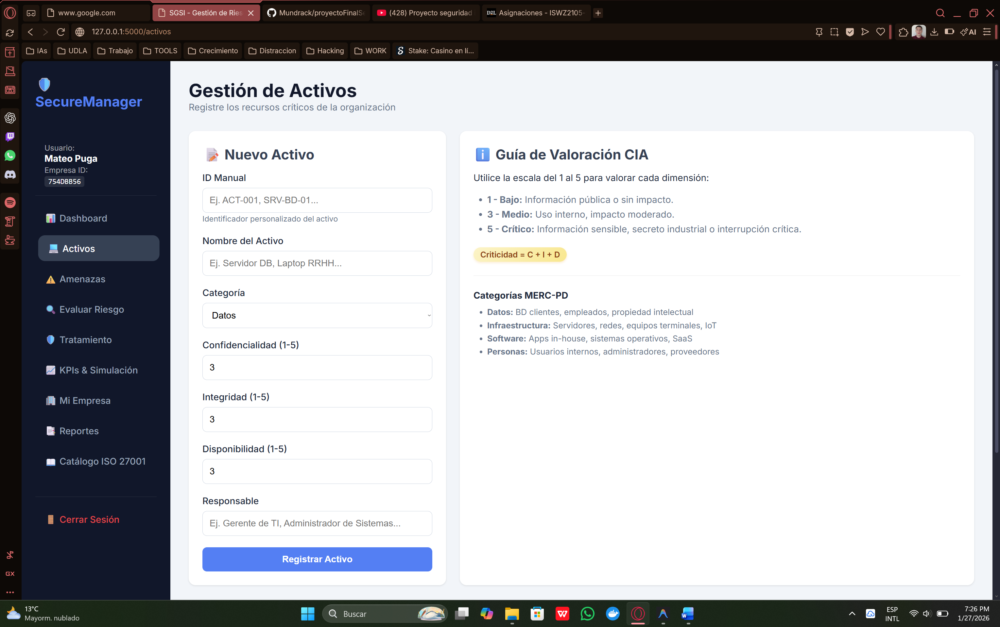 www.google.com
SGSI - Gestión de Ries
Mundrack/proyectoFinalSe
(428) Proyecto seguridad
D2L Asignaciones - ISWZ2105-
127.0.0.1:5000/activos
AI
IAs
UDLA
Trabajo
TOOLS
Crecimiento
Distraccion
Hacking
WORK
Stake: Casino en lí...
SecureManager
Usuario:
Mateo Puga
Empresa ID:
754DBB56
Dashboard
Activos
Amenazas
Evaluar Riesgo
Tratamiento
KPIs & Simulación
Mi Empresa
Reportes
Catálogo ISO 27001
Cerrar Sesión
GX
Gestión de Activos
Registre los recursos críticos de la organización
Nuevo Activo
ID Manual
Ej. ACT-001, SRV-BD-01...
Identificador personalizado del activo
Nombre del Activo
Ej. Servidor DB, Laptop RRHH...
Categoría
Datos
Confidencialidad (1-5)
3
Integridad (1-5)
3
Disponibilidad (1-5)
3
Responsable
Ej. Gerente de TI, Administrador de Sistemas...
Registrar Activo
Guía de Valoración CIA
Utilice la escala del 1 al 5 para valorar cada dimensión:
1 - Bajo: Información pública o sin impacto.
3 - Medio: Uso interno, impacto moderado.
5 - Crítico: Información sensible, secreto industrial o interrupción crítica.
Criticidad = C + I + D
Categorías MERC-PD
Datos: BD clientes, empleados, propiedad intelectual
Infraestructura: Servidores, redes, equipos terminales, IoT
Software: Apps in-house, sistemas operativos, SaaS
Personas: Usuarios internos, administradores, proveedores
13°C
Mayorm. nublado
Buscar
ESP
INTL
7:26 PM
1/27/2026